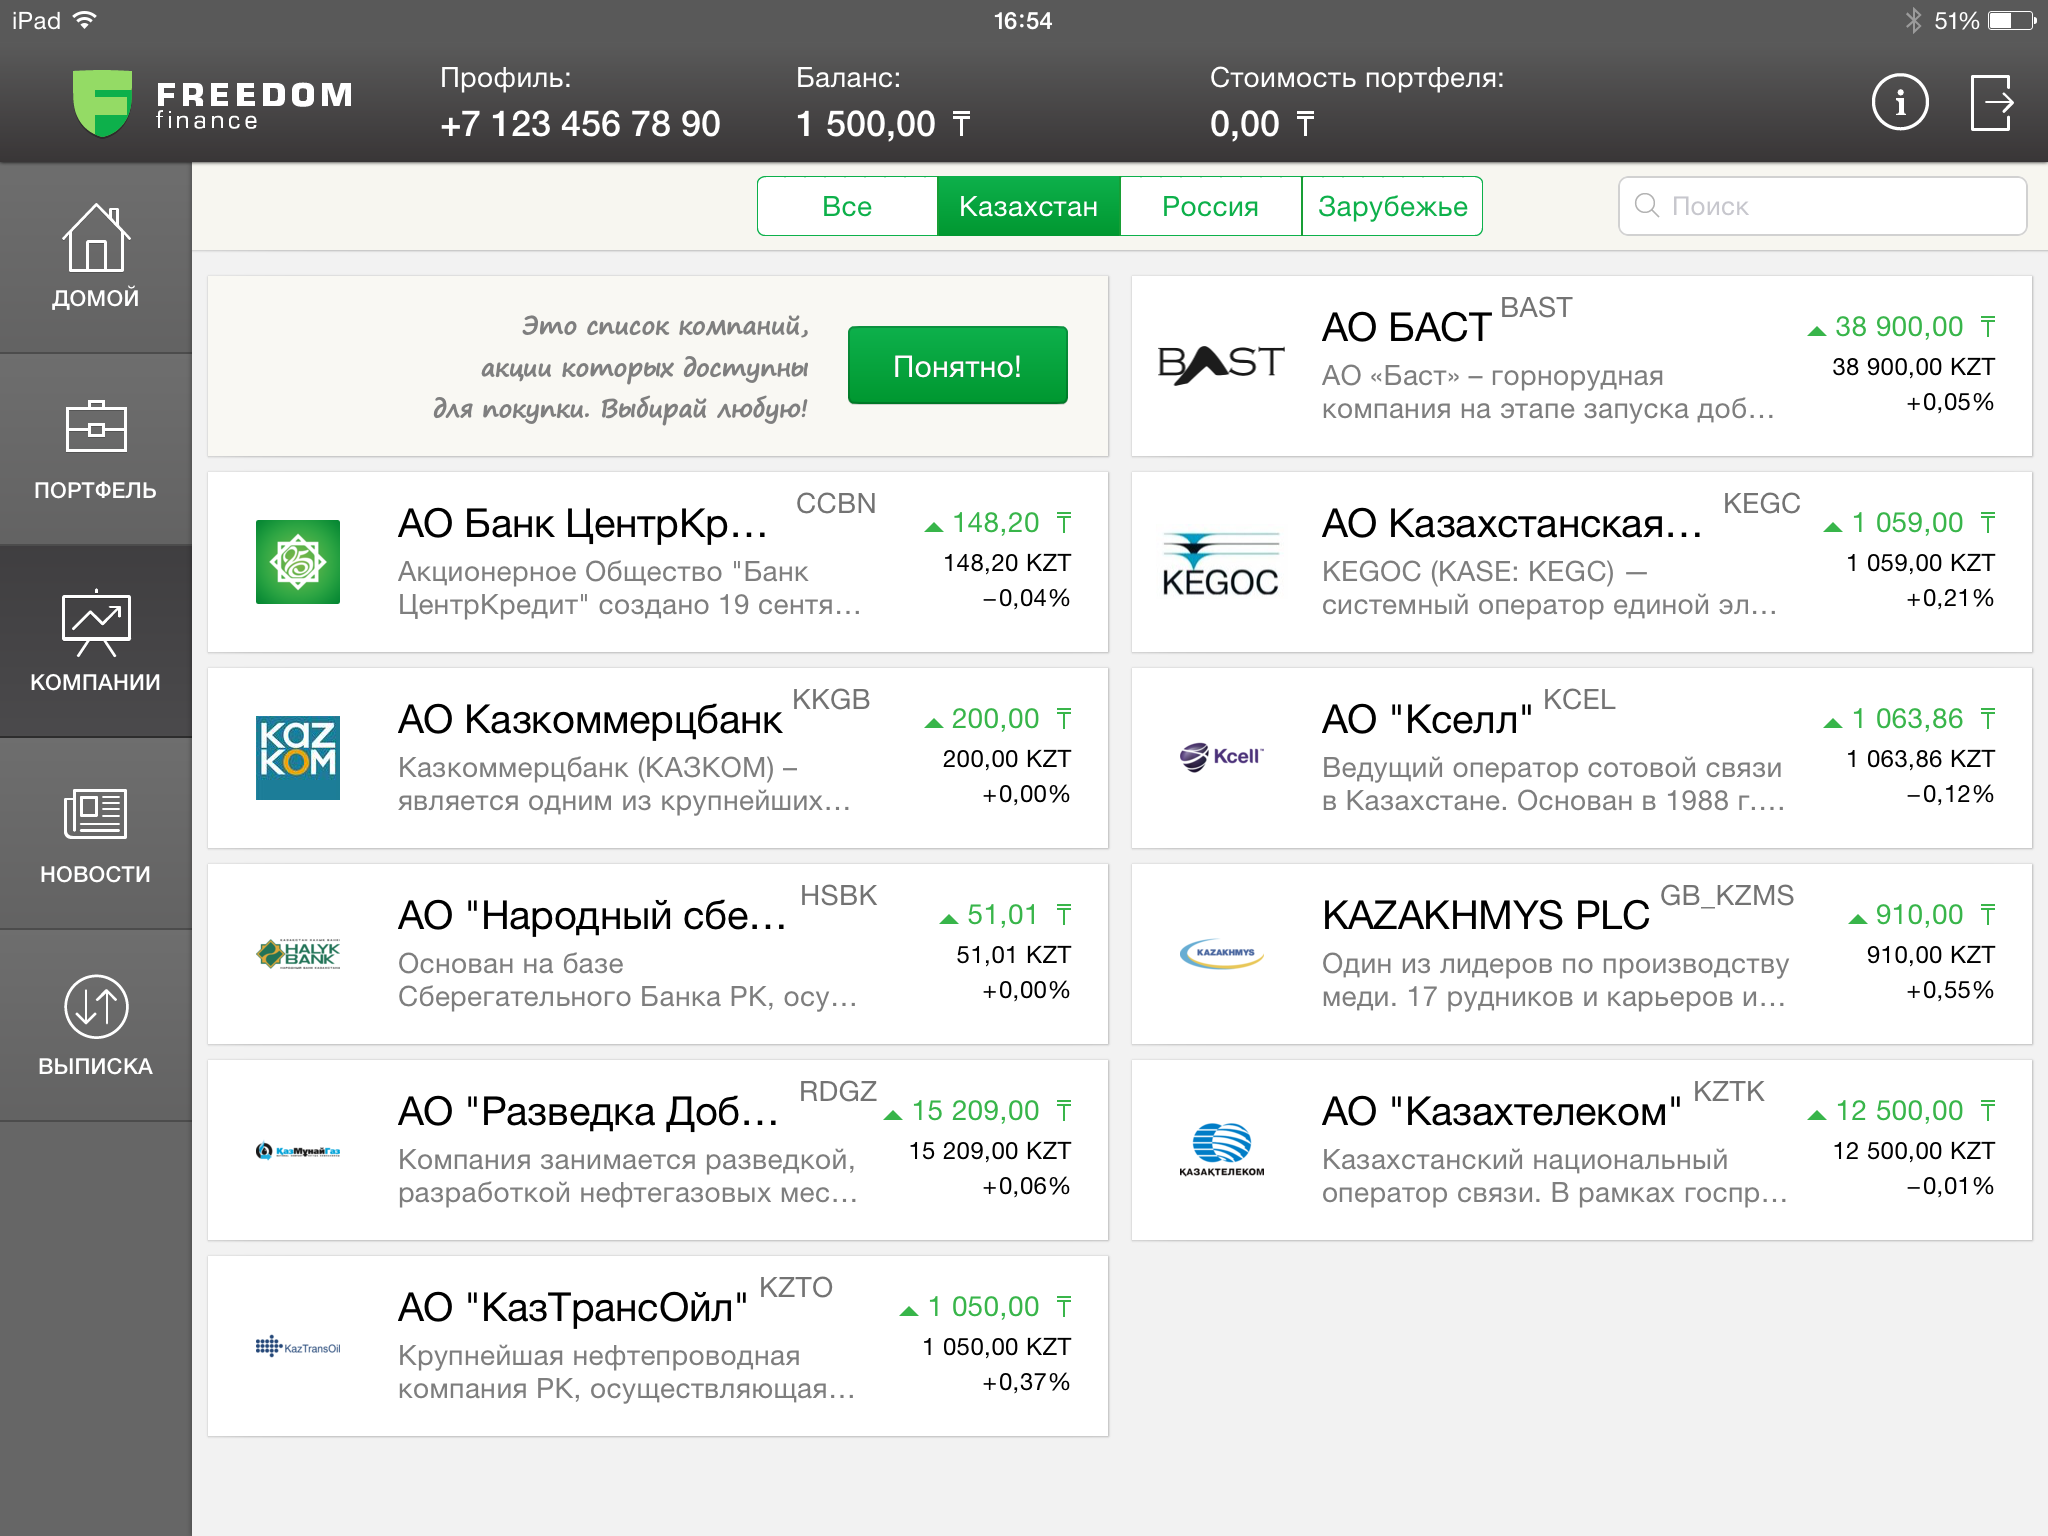 iPad
16:54
51%
FREEDOM
finance
Профиль:
+7 123 456 78 90
Баланс:
1 500,00 ₸
Стоимость портфеля:
0,00 ₸
ДОМОЙ
ПОРТФЕЛЬ
КОМПАНИИ
НОВОСТИ
ВЫПИСКА
Все
Казахстан
Россия
Зарубежье
Поиск
Это список компаний,
акции которых доступны
для покупки. Выбирай любую!
Понятно!
BAST
АО БАСТ BAST
АО «Баст» – горнорудная
компания на этапе запуска доб...
38 900,00 ₸
38 900,00 KZT
+0,05%
АО Банк ЦентрКр... CCBN
Акционерное Общество "Банк
ЦентрКредит" создано 19 сентя...
148,20 ₸
148,20 KZT
−0,04%
KEGOC
АО Казахстанская... KEGC
KEGOC (KASE: KEGC) —
системный оператор единой эл...
1 059,00 ₸
1 059,00 KZT
+0,21%
KAZ
KOM
АО Казкоммерцбанк KKGB
Казкоммерцбанк (КАЗКОМ) –
является одним из крупнейших...
200,00 ₸
200,00 KZT
+0,00%
Kcell
АО "Кселл" KCEL
Ведущий оператор сотовой связи
в Казахстане. Основан в 1988 г....
1 063,86 ₸
1 063,86 KZT
−0,12%
HALYK
BANK
АО "Народный сбе... HSBK
Основан на базе
Сберегательного Банка РК, осу...
51,01 ₸
51,01 KZT
+0,00%
KAZAKHMYS
KAZAKHMYS PLC GB_KZMS
Один из лидеров по производству
меди. 17 рудников и карьеров и...
910,00 ₸
910,00 KZT
+0,55%
КазМунайГаз
АО "Разведка Доб... RDGZ
Компания занимается разведкой,
разработкой нефтегазовых мес...
15 209,00 ₸
15 209,00 KZT
+0,06%
ҚАЗАҚТЕЛЕКОМ
АО "Казахтелеком" KZTK
Казахстанский национальный
оператор связи. В рамках госпр...
12 500,00 ₸
12 500,00 KZT
−0,01%
KazTransOil
АО "КазТрансОйл" KZTO
Крупнейшая нефтепроводная
компания РК, осуществляющая...
1 050,00 ₸
1 050,00 KZT
+0,37%